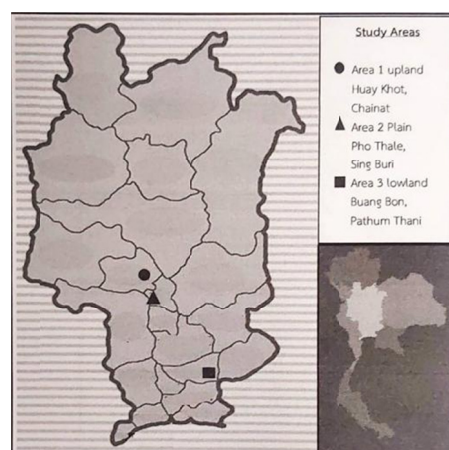 Study Areas
Area 1 upland
Huay Khot,
Chainat
Area 2 Plain
Pho Thale,
Sing Buri
Area 3 lowland
Buang Bon,
Pathum Thani